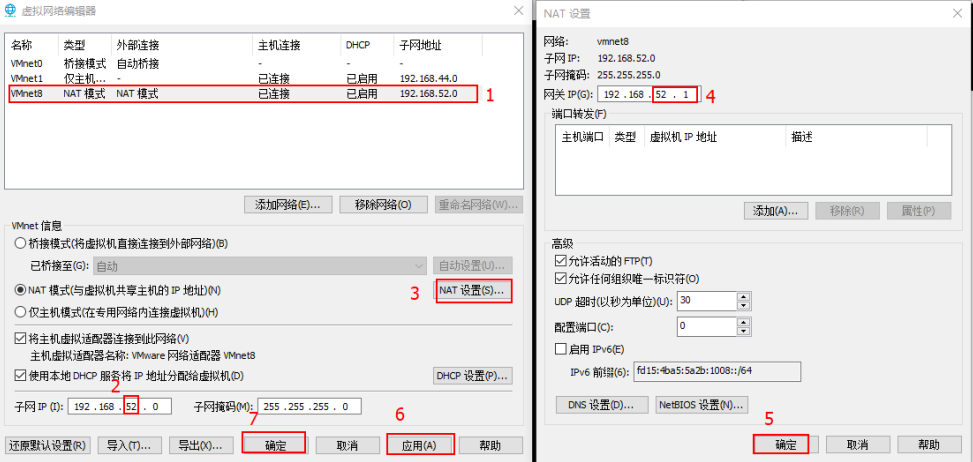 虚拟网络编辑器
名称 类型 外部连接 主机连接 DHCP 子网地址
VMnet0 桥接模式 自动桥接 - - -
VMnet1 仅主机... - 已连接 已启用 192.168.44.0
VMnet8 NAT 模式 NAT 模式 已连接 已启用 192.168.52.0
1
添加网络(E)... 移除网络(O) 重命名网络(W)...
VMnet 信息
桥接模式(将虚拟机直接连接到外部网络)(B)
已桥接至(G): 自动 自动设置(U)...
NAT 模式(与虚拟机共享主机的 IP 地址)(N) 3 NAT 设置(S)...
仅主机模式(在专用网络内连接虚拟机)(H)
将主机虚拟适配器连接到此网络(V)
主机虚拟适配器名称: VMware 网络适配器 VMnet8
使用本地 DHCP 服务将 IP 地址分配给虚拟机(D) DHCP 设置(P)...
2
子网 IP (I): 192 .168 . 52 . 0 子网掩码(M): 255 .255 .255 . 0
7 6
还原默认设置(R) 导入(T)... 导出(X)... 确定 取消 应用(A) 帮助
NAT 设置
网络: vmnet8
子网 IP: 192.168.52.0
子网掩码: 255.255.255.0
网关 IP(G): 192 .168 . 52 . 1 4
端口转发(F)
主机端口 类型 虚拟机 IP 地址 描述
添加(A)... 移除(R) 属性(P)
高级
允许活动的 FTP(T)
允许任何组织唯一标识符(O)
UDP 超时(以秒为单位)(U): 30
配置端口(C): 0
启用 IPv6(E)
IPv6 前缀(6): fd15:4ba5:5a2b:1008::/64
DNS 设置(D)... NetBIOS 设置(N)...
5
确定 取消 帮助